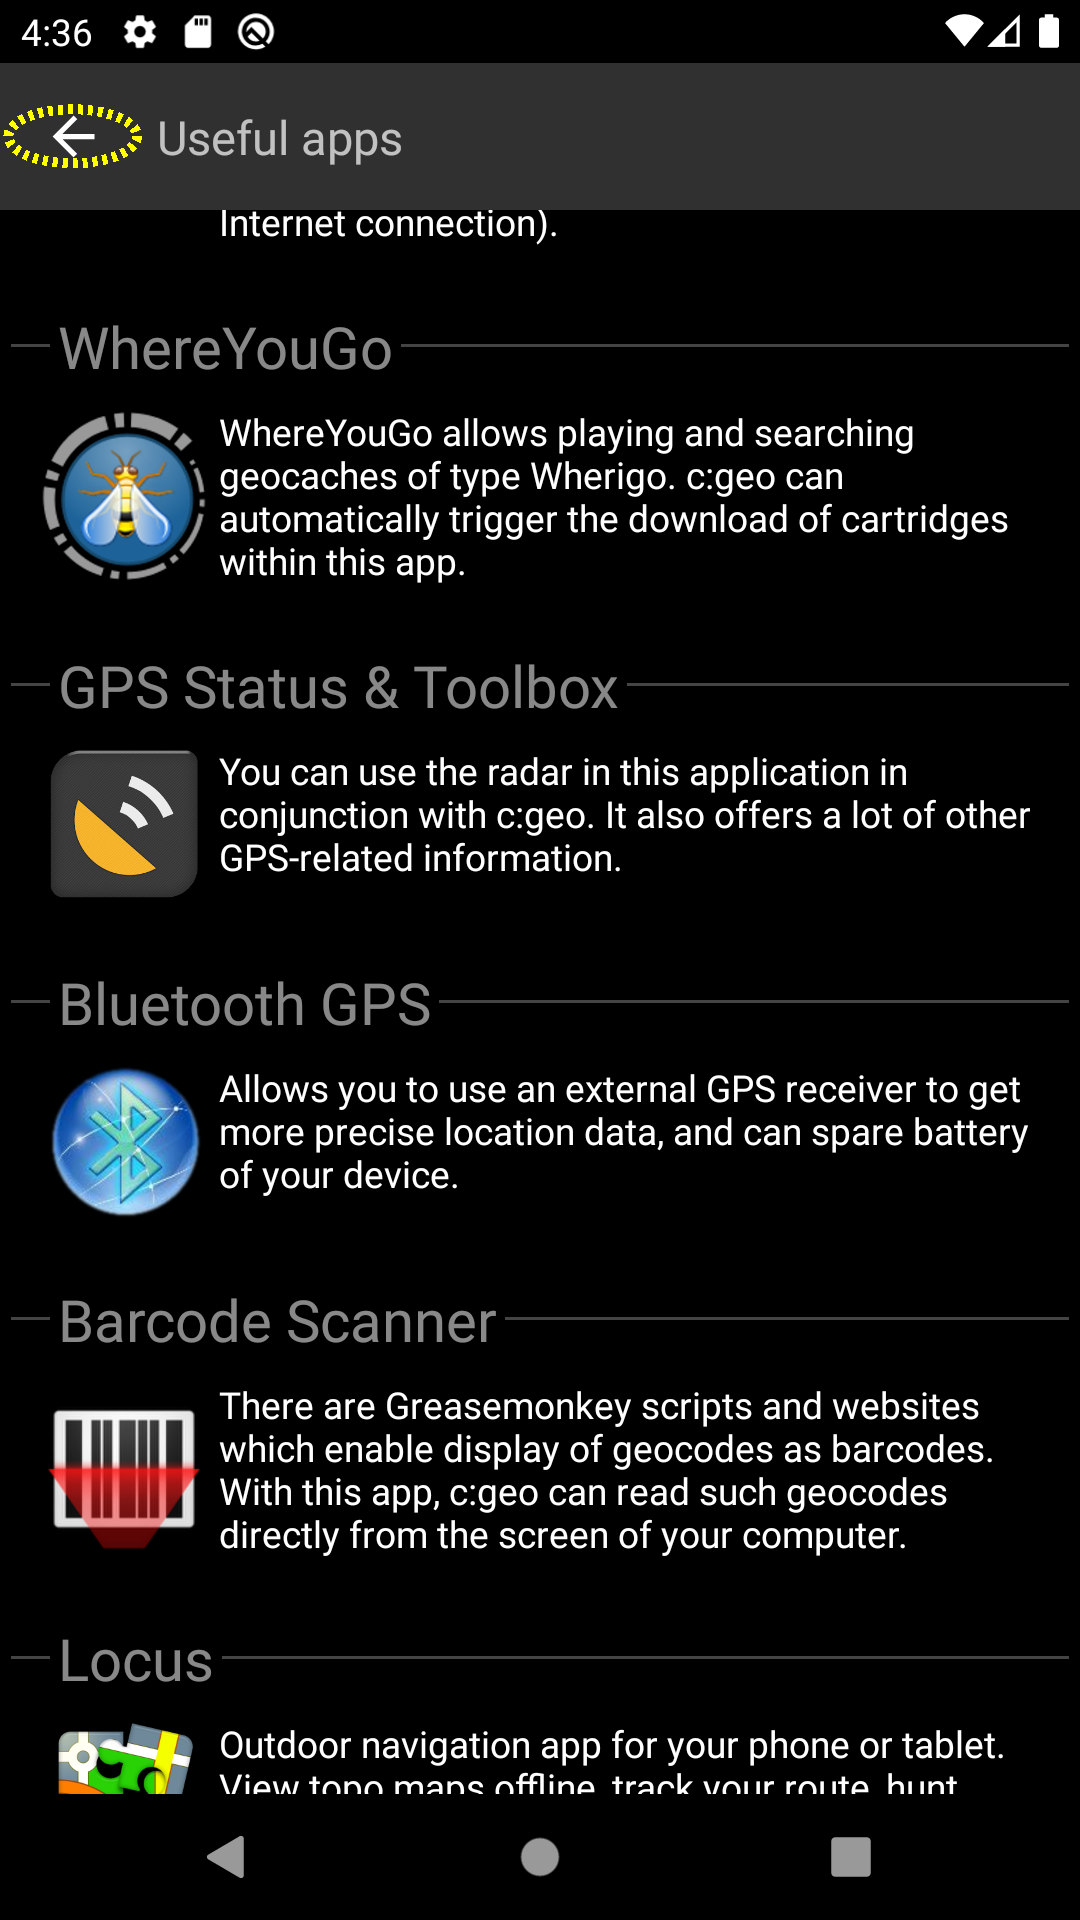 4:36
Useful apps
Internet connection).
WhereYouGo
WhereYouGo allows playing and searching
geocaches of type Wherigo. c:geo can
automatically trigger the download of cartridges
within this app.
GPS Status & Toolbox
You can use the radar in this application in
conjunction with c:geo. It also offers a lot of other
GPS-related information.
Bluetooth GPS
Allows you to use an external GPS receiver to get
more precise location data, and can spare battery
of your device.
Barcode Scanner
There are Greasemonkey scripts and websites
which enable display of geocodes as barcodes.
With this app, c:geo can read such geocodes
directly from the screen of your computer.
Locus
Outdoor navigation app for your phone or tablet.
View topo maps offline, track your route, hunt